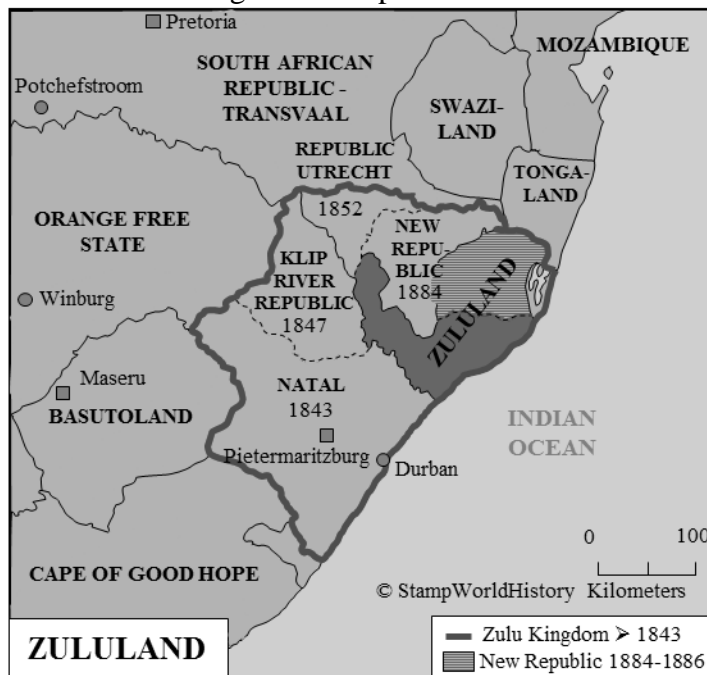 Pretoria
MOZAMBIQUE
SOUTH AFRICAN
REPUBLIC -
TRANSVAAL
Potchefstroom
SWAZI-
LAND
REPUBLIC
UTRECHT
1852
TONGA-
LAND
ORANGE FREE
STATE
NEW
REPU-
BLIC
1884
KLIP
RIVER
REPUBLIC
1847
ZULULAND
Winburg
Maseru
BASUTOLAND
NATAL
1843
Pietermaritzburg
Durban
INDIAN
OCEAN
CAPE OF GOOD HOPE
0 100
© StampWorldHistory Kilometers
ZULULAND
Zulu Kingdom ➢ 1843
New Republic 1884-1886